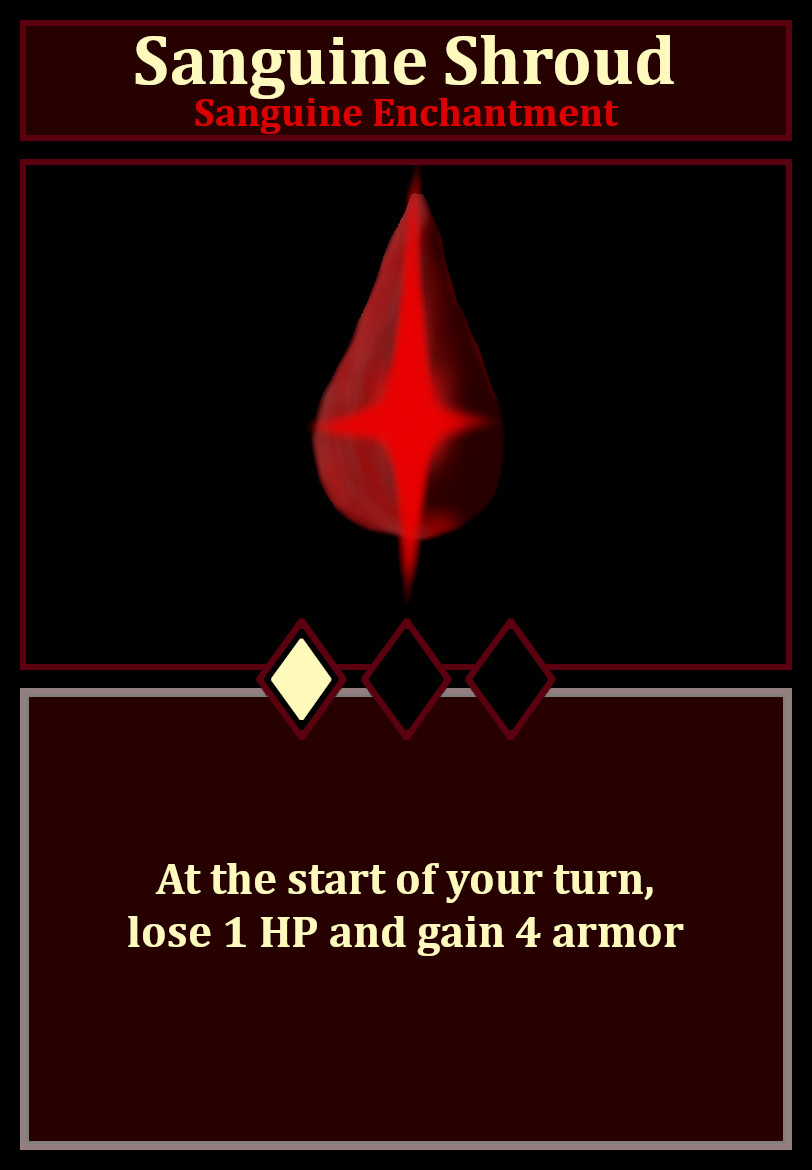 Sanguine Shroud
Sanguine Enchantment
At the start of your turn,
lose 1 HP and gain 4 armor